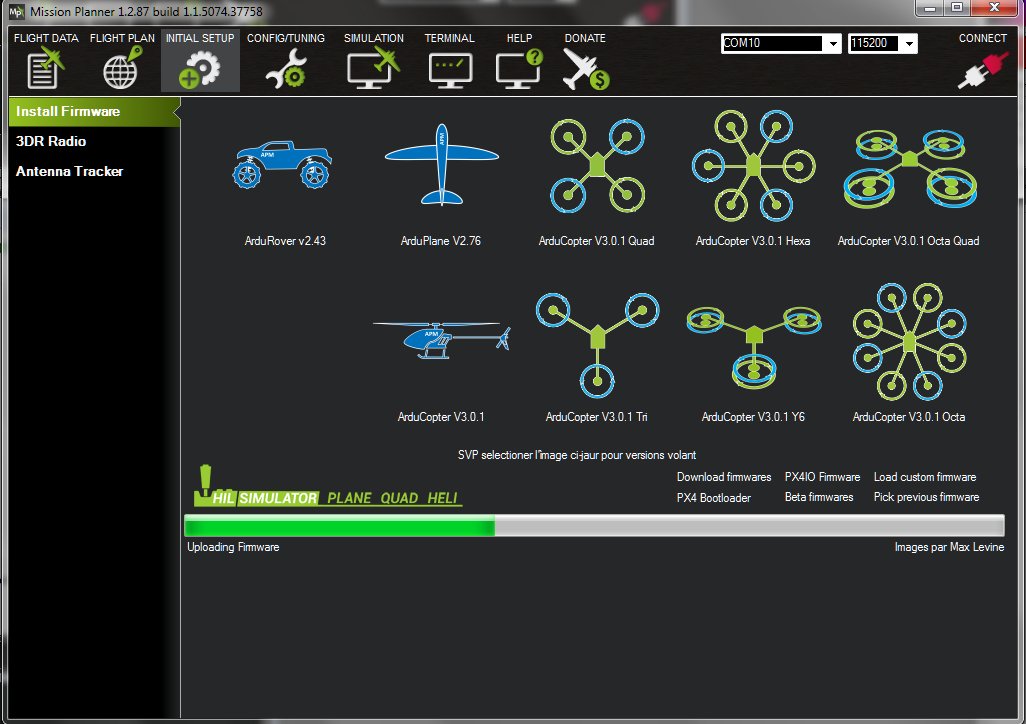 Mp Mission Planner 1.2.87 build 1.1.5074.37758
FLIGHT DATA FLIGHT PLAN INITIAL SETUP CONFIG/TUNING SIMULATION TERMINAL HELP DONATE COM10 115200 CONNECT
Install Firmware
3DR Radio
Antenna Tracker
APM
APM
ArduRover v2.43 ArduPlane V2.76 ArduCopter V3.0.1 Quad ArduCopter V3.0.1 Hexa ArduCopter V3.0.1 Octa Quad
APM
ArduCopter V3.0.1 ArduCopter V3.0.1 Tri ArduCopter V3.0.1 Y6 ArduCopter V3.0.1 Octa
SVP selectioner l'image ci-jaur pour versions volant
Download firmwares PX4IO Firmware Load custom firmware
HIL SIMULATOR PLANE QUAD HELI
PX4 Bootloader Beta firmwares Pick previous firmware
Uploading Firmware Images par Max Levine